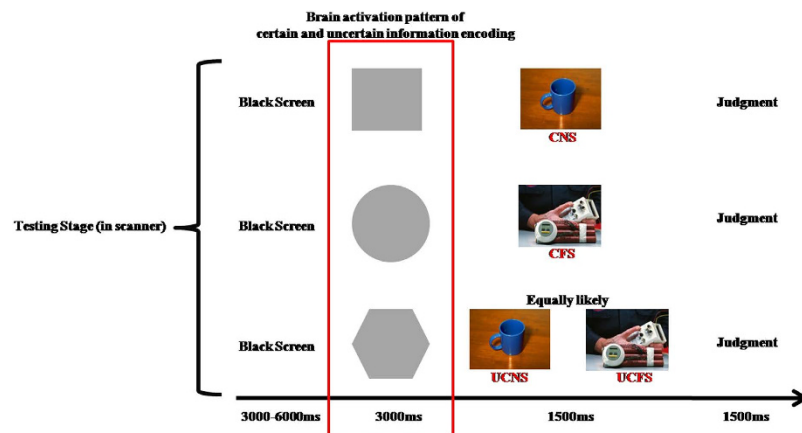 Brain activation pattern of
certain and uncertain information encoding
Black Screen
CNS
Judgment
Testing Stage (in scanner)
Black Screen
CFS
Judgment
Equally likely
Black Screen
UCNS
UCFS
Judgment
3000-6000ms
3000ms
1500ms
1500ms